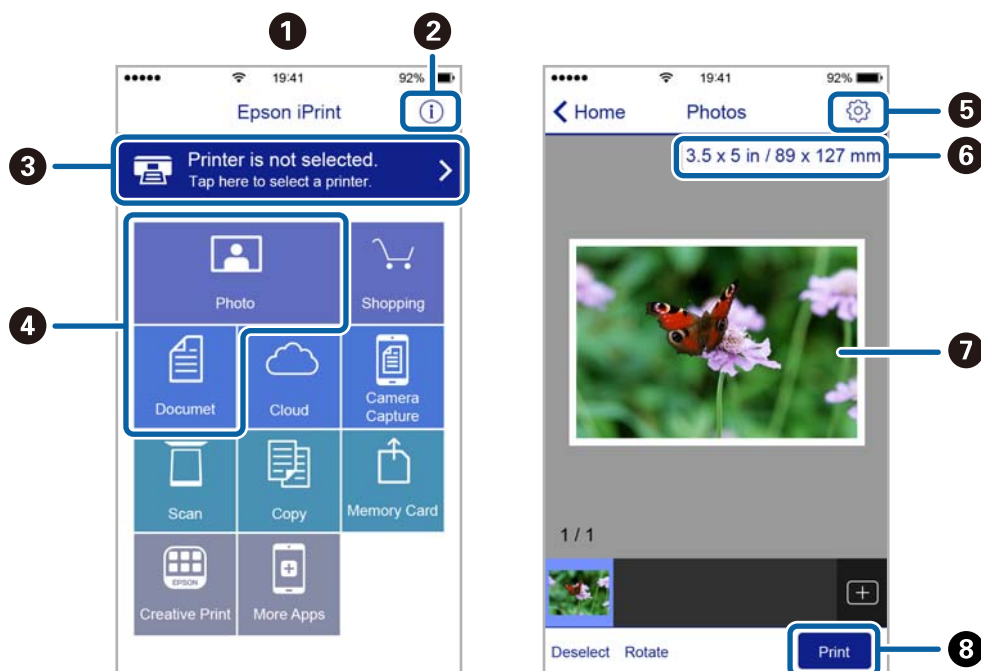 1
2
19:41
92%
Epson iPrint
3
Printer is not selected.
Tap here to select a printer.
4
Photo
Shopping
Documet
Cloud
Camera
Capture
Scan
Copy
Memory Card
EPSON
Creative Print
More Apps
19:41
92%
Home
Photos
5
3.5 x 5 in / 89 x 127 mm
6
7
1 / 1
Deselect
Rotate
Print
8